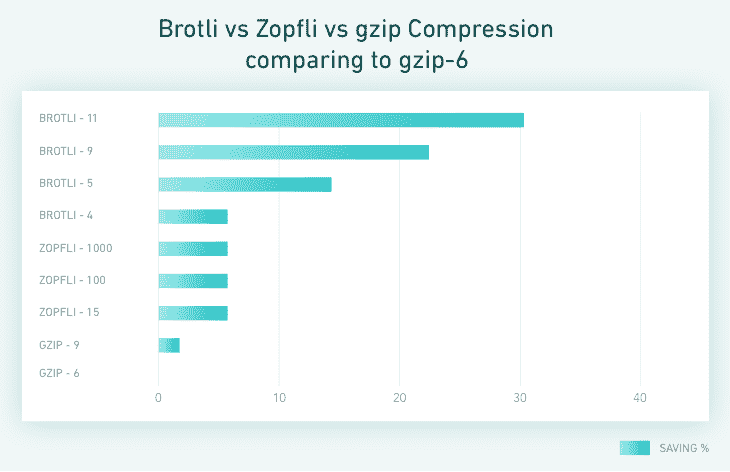 Brotli vs Zopfli vs gzip Compression
comparing to gzip-6
BROTLI - 11
BROTLI - 9
BROTLI - 5
BROTLI - 4
ZOPFLI - 1000
ZOPFLI - 100
ZOPFLI - 15
GZIP - 9
GZIP - 6
0 10 20 30 40
SAVING %